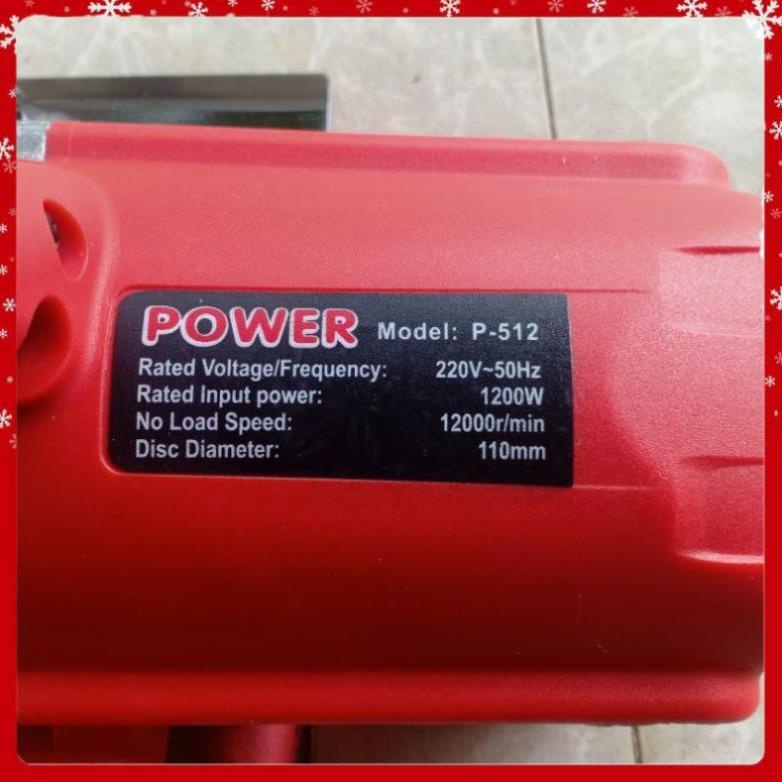 POWER Model: P-512
Rated Voltage/Frequency: 220V~50Hz
Rated Input power: 1200W
No Load Speed: 12000r/min
Disc Diameter: 110mm